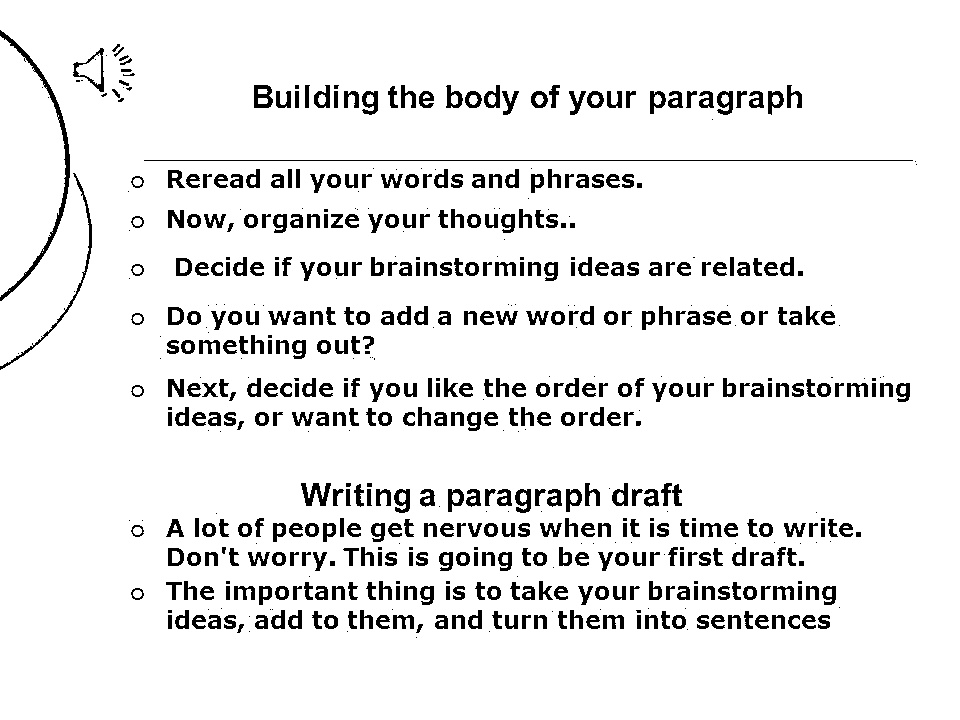 Building the body of your paragraph
Reread all your words and phrases.
Now, organize your thoughts..
Decide if your brainstorming ideas are related.
Do you want to add a new word or phrase or take
something out?
Next, decide if you like the order of your brainstorming
ideas, or want to change the order.
Writing a paragraph draft
A lot of people get nervous when it is time to write.
Don't worry. This is going to be your first draft.
The important thing is to take your brainstorming
ideas, add to them, and turn them into sentences